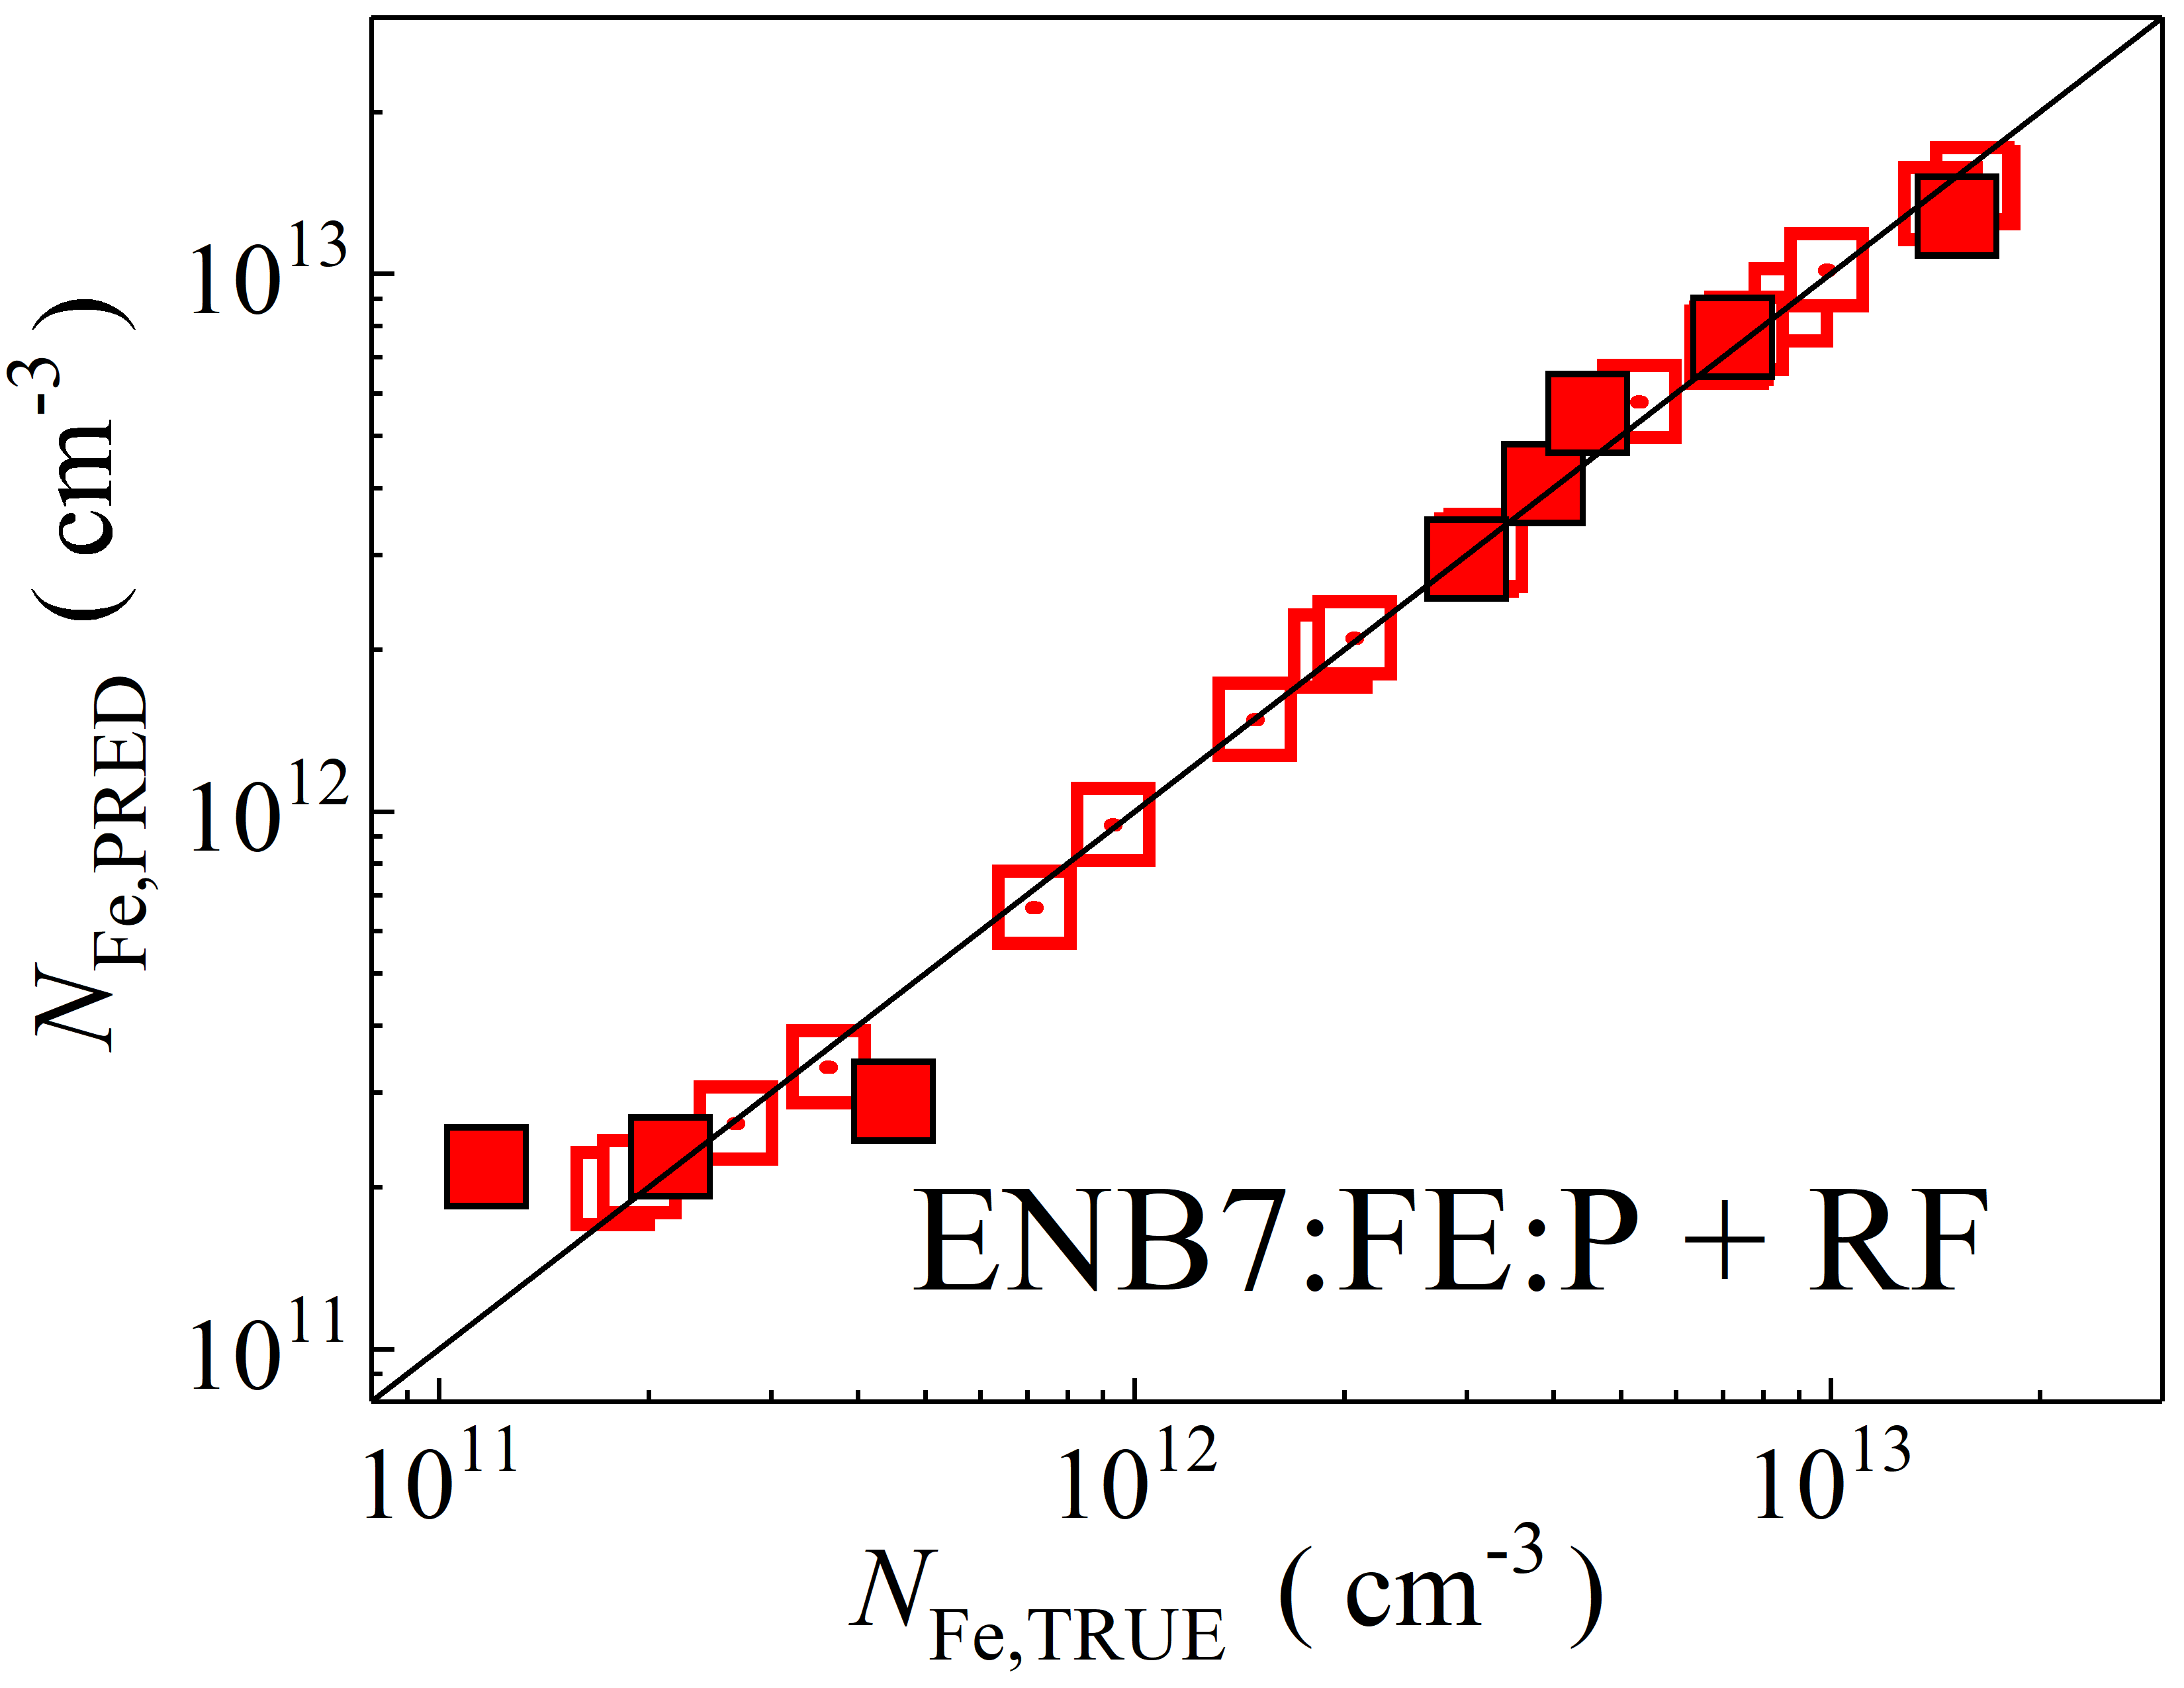 N_Fe,PRED ( cm^-3 )
10^13
10^12
10^11
ENB7:FE:P + RF
10^11 10^12 10^13
N_Fe,TRUE ( cm^-3 )